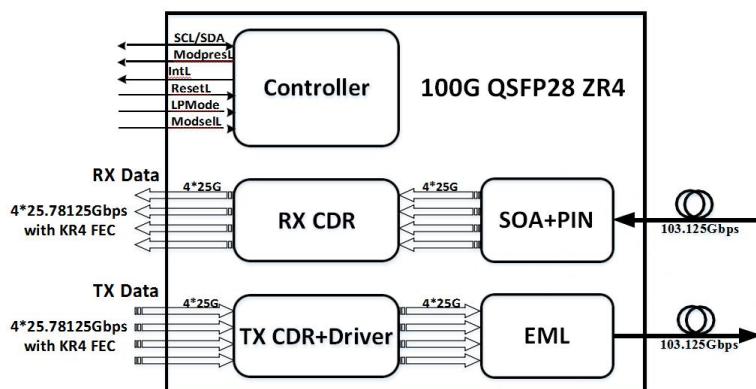 SCL/SDA
ModpresL
IntL
ResetL
LPMode
ModselL
Controller
100G QSFP28 ZR4
RX Data
4*25G
4*25G
4*25.78125Gbps
with KR4 FEC
RX CDR
SOA+PIN
103.125Gbps
TX Data
4*25G
4*25G
4*25.78125Gbps
with KR4 FEC
TX CDR+Driver
EML
103.125Gbps